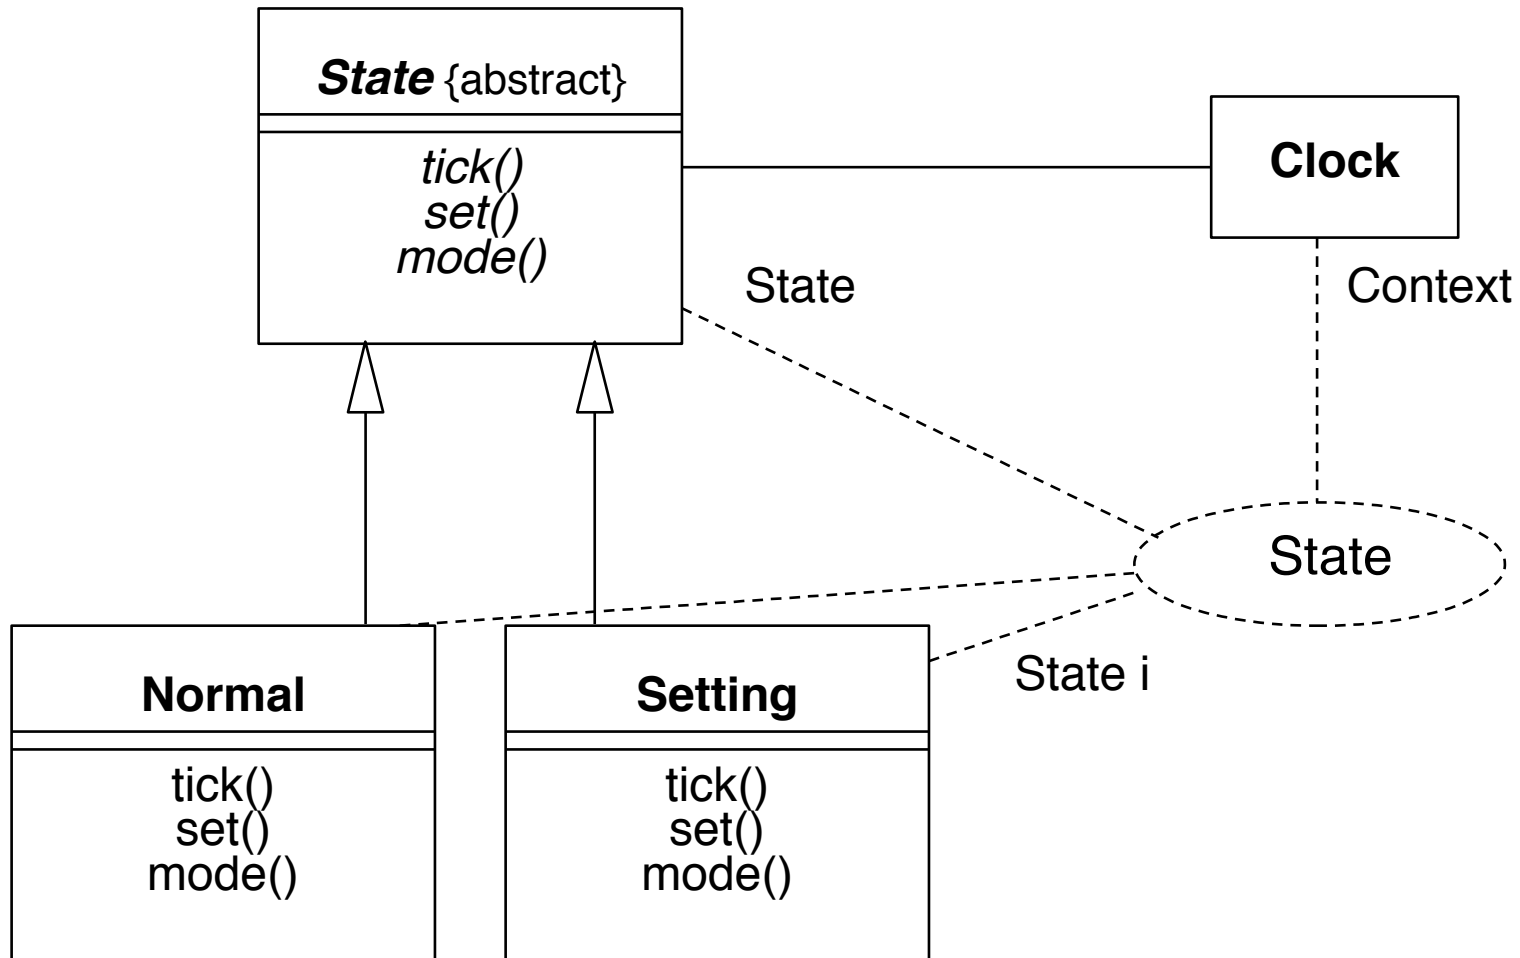 State {abstract}
tick()
set()
mode()
Clock
State
Context
State
State i
Normal
tick()
set()
mode()
Setting
tick()
set()
mode()